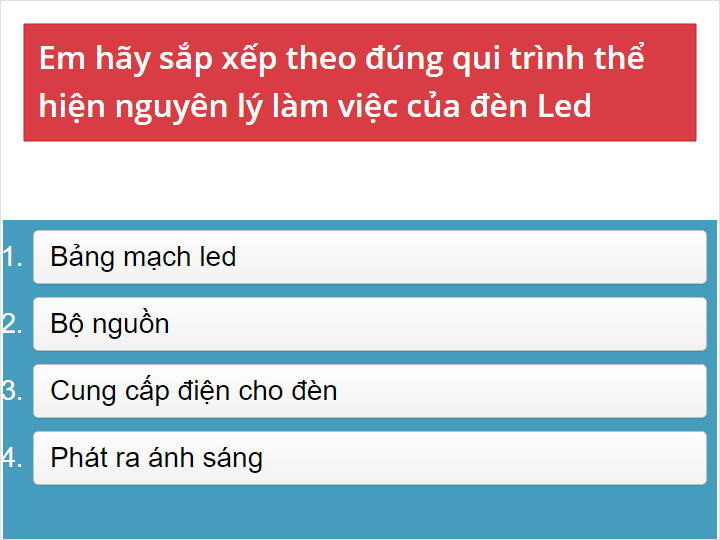 Em hãy sắp xếp theo đúng qui trình thể
hiện nguyên lý làm việc của đèn Led
1. Bảng mạch led
2. Bộ nguồn
3. Cung cấp điện cho đèn
4. Phát ra ánh sáng